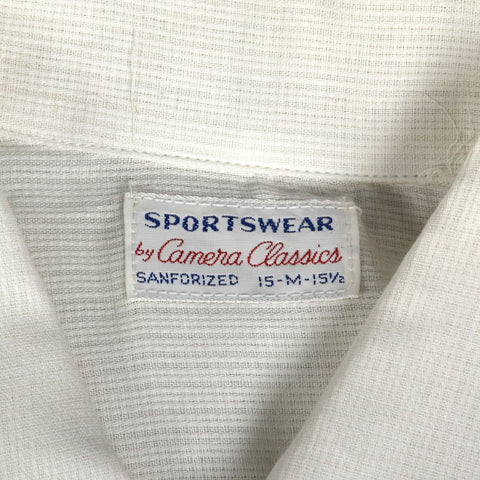 SPORTSWEAR
by Camera Classics
SANFORIZED 15-M-15½